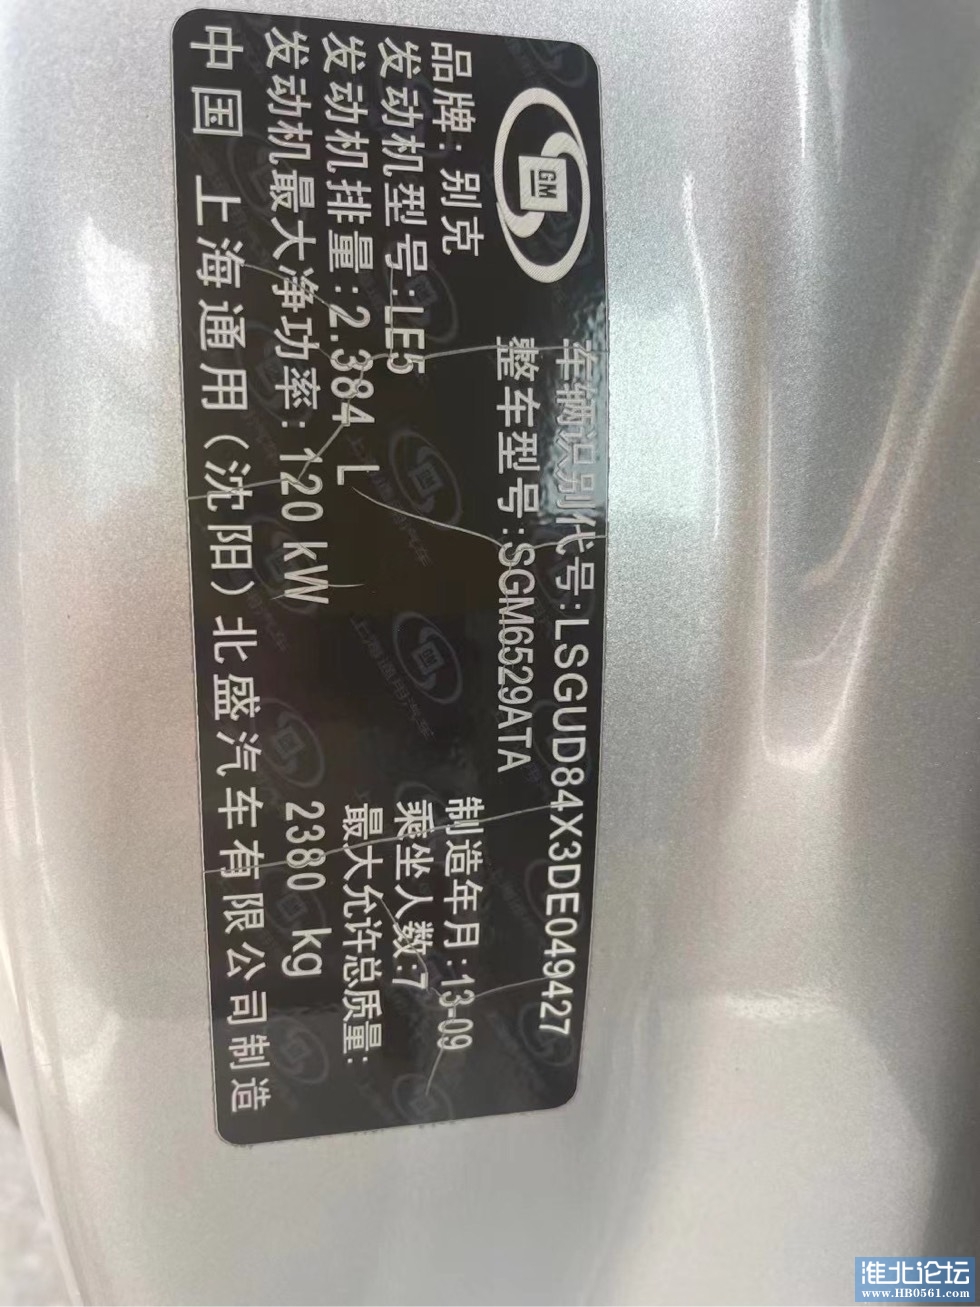 GM
车辆识别代号:LSGUD84X3DE049427
整车型号:SGM6529ATA
品牌:别克
制造年月:13-09
发动机型号:LE5
乘坐人数:7
发动机排量:2.384 L
最大允许总质量:
发动机最大净功率:120 kW
2380 kg
中国 上海通用(沈阳)北盛汽车有限公司制造
淮北论坛
www.HB0561.com